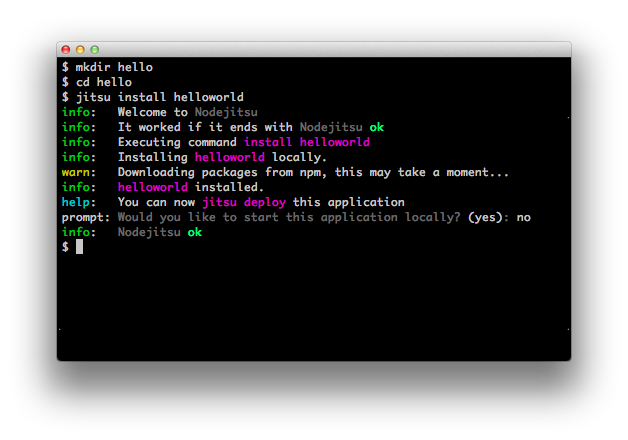 $ mkdir hello
$ cd hello
$ jitsu install helloworld
info:   Welcome to Nodejitsu
info:   It worked if it ends with Nodejitsu ok
info:   Executing command install helloworld
info:   Installing helloworld locally.
warn:   Downloading packages from npm, this may take a moment...
info:   helloworld installed.
help:   You can now jitsu deploy this application
prompt: Would you like to start this application locally? (yes): no
info:   Nodejitsu ok
$